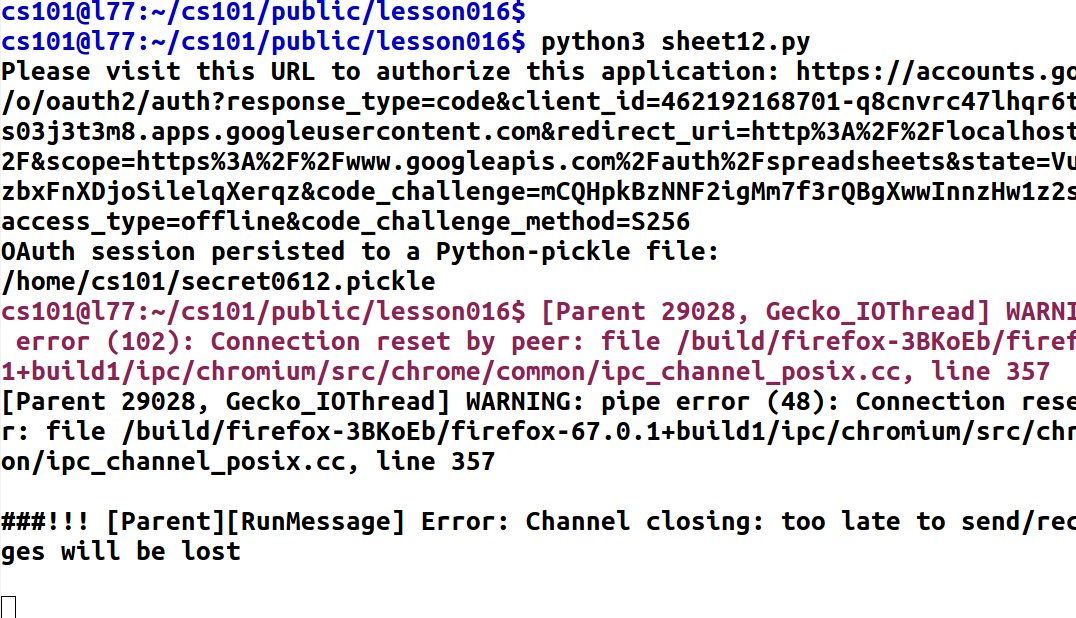 cs101@l77:~/cs101/public/lesson016$
cs101@l77:~/cs101/public/lesson016$ python3 sheet12.py
Please visit this URL to authorize this application: https://accounts.go
/o/oauth2/auth?response_type=code&client_id=462192168701-q8cnvrc47lhqr6t
s03j3t3m8.apps.googleusercontent.com&redirect_uri=http%3A%2F%2Flocalhost
2F&scope=https%3A%2F%2Fwww.googleapis.com%2Fauth%2Fspreadsheets&state=Vu
zbxFnXDjoSilelqXerqz&code_challenge=mCQHpkBzNNF2igMm7f3rQBgXwwInnzHw1z2s
access_type=offline&code_challenge_method=S256
OAuth session persisted to a Python-pickle file:
/home/cs101/secret0612.pickle
cs101@l77:~/cs101/public/lesson016$ [Parent 29028, Gecko_IOThread] WARNI
 error (102): Connection reset by peer: file /build/firefox-3BKoEb/firef
1+build1/ipc/chromium/src/chrome/common/ipc_channel_posix.cc, line 357
[Parent 29028, Gecko_IOThread] WARNING: pipe error (48): Connection rese
r: file /build/firefox-3BKoEb/firefox-67.0.1+build1/ipc/chromium/src/chr
on/ipc_channel_posix.cc, line 357
###!!! [Parent][RunMessage] Error: Channel closing: too late to send/rec
ges will be lost